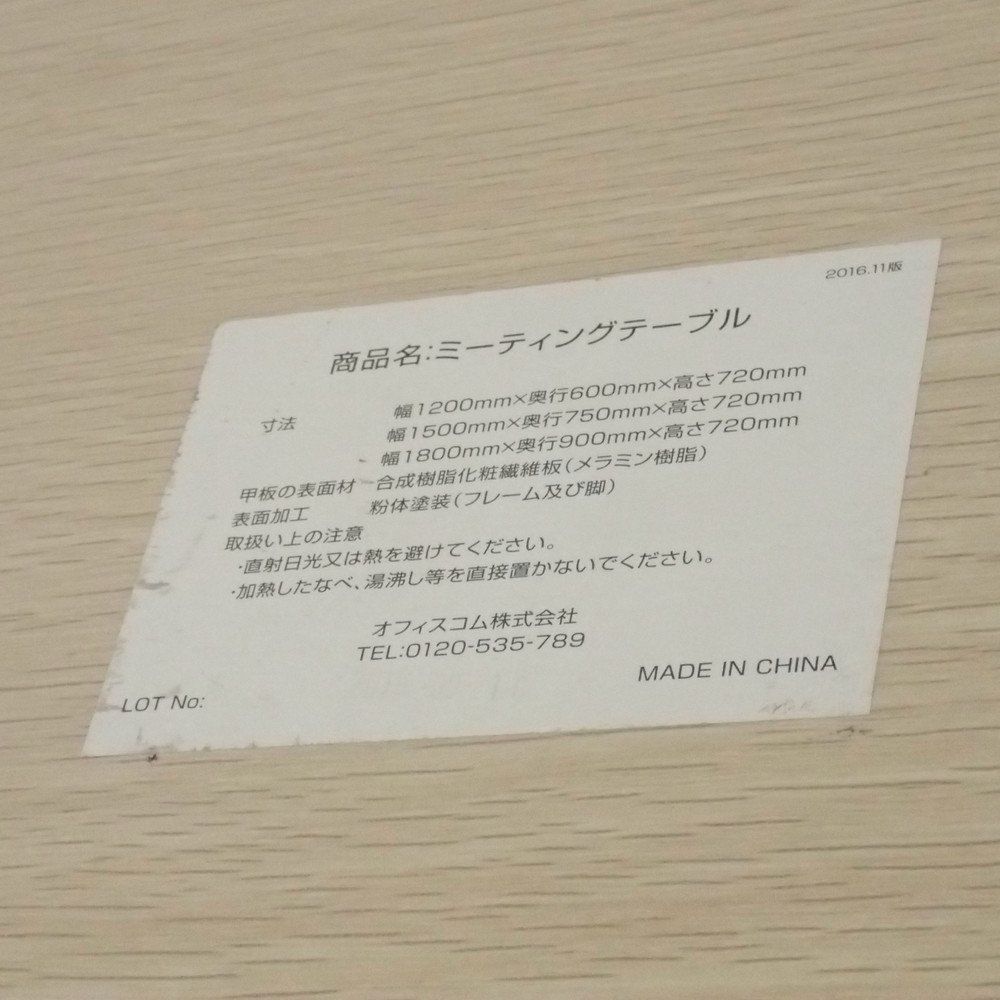 2016.11版
商品名:ミーティングテーブル
寸法 幅1200mm×奥行600mm×高さ720mm
幅1500mm×奥行750mm×高さ720mm
幅1800mm×奥行900mm×高さ720mm
甲板の表面材 合成樹脂化粧繊維板(メラミン樹脂)
表面加工 粉体塗装(フレーム及び脚)
取扱い上の注意
・直射日光又は熱を避けてください。
・加熱したなべ、湯沸し等を直接置かないでください。
オフィスコム株式会社
TEL:0120-535-789
MADE IN CHINA
LOT No: